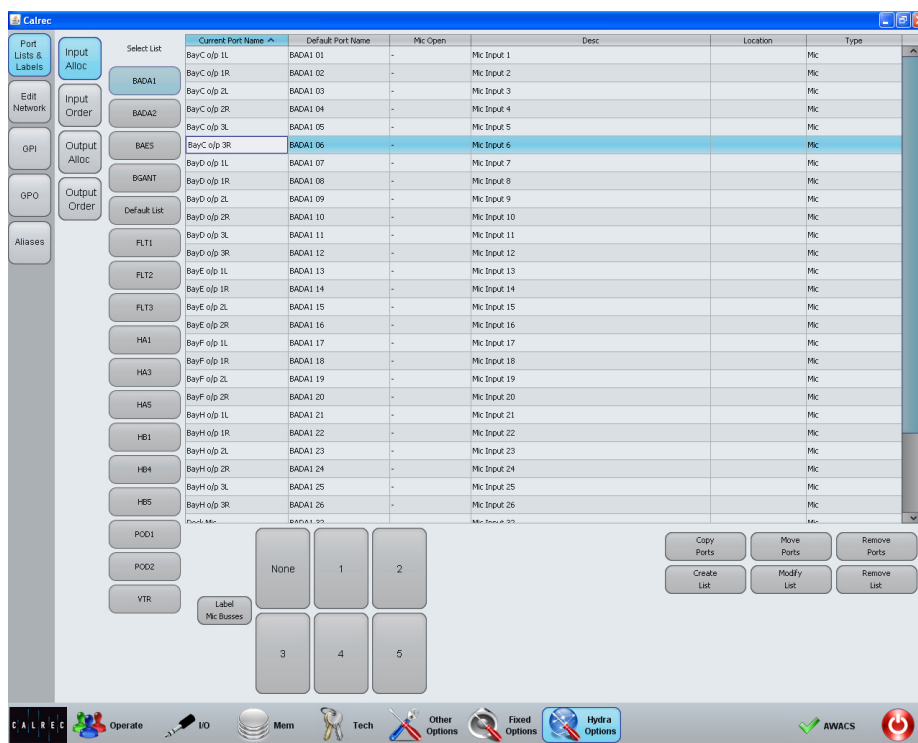 Calrec
Port Lists & Labels
Edit Network
GPI
GPO
Aliases
Input Alloc
Input Order
Output Alloc
Output Order
Select List
BADA1
BADA2
BAES
BGANT
Default List
FLT1
FLT2
FLT3
HA1
HA3
HA5
HB1
HB4
HB5
POD1
POD2
VTR
Current Port Name Default Port Name Mic Open Desc Location Type
BayC o/p 1L BADA1 01 - Mic Input 1 Mic
BayC o/p 1R BADA1 02 - Mic Input 2 Mic
BayC o/p 2L BADA1 03 - Mic Input 3 Mic
BayC o/p 2R BADA1 04 - Mic Input 4 Mic
BayC o/p 3L BADA1 05 - Mic Input 5 Mic
BayC o/p 3R BADA1 06 - Mic Input 6 Mic
BayD o/p 1L BADA1 07 - Mic Input 7 Mic
BayD o/p 1R BADA1 08 - Mic Input 8 Mic
BayD o/p 2L BADA1 09 - Mic Input 9 Mic
BayD o/p 2R BADA1 10 - Mic Input 10 Mic
BayD o/p 3L BADA1 11 - Mic Input 11 Mic
BayD o/p 3R BADA1 12 - Mic Input 12 Mic
BayE o/p 1L BADA1 13 - Mic Input 13 Mic
BayE o/p 1R BADA1 14 - Mic Input 14 Mic
BayE o/p 2L BADA1 15 - Mic Input 15 Mic
BayE o/p 2R BADA1 16 - Mic Input 16 Mic
BayF o/p 1L BADA1 17 - Mic Input 17 Mic
BayF o/p 1R BADA1 18 - Mic Input 18 Mic
BayF o/p 2L BADA1 19 - Mic Input 19 Mic
BayF o/p 2R BADA1 20 - Mic Input 20 Mic
BayH o/p 1L BADA1 21 - Mic Input 21 Mic
BayH o/p 1R BADA1 22 - Mic Input 22 Mic
BayH o/p 2L BADA1 23 - Mic Input 23 Mic
BayH o/p 2R BADA1 24 - Mic Input 24 Mic
BayH o/p 3L BADA1 25 - Mic Input 25 Mic
BayH o/p 3R BADA1 26 - Mic Input 26 Mic
Label Mic Busses
None 1 2
3 4 5
Copy Ports
Move Ports
Remove Ports
Create List
Modify List
Remove List
CALREC
Operate
I/O
Mem
Tech
Other Options
Fixed Options
Hydra Options
AWACS